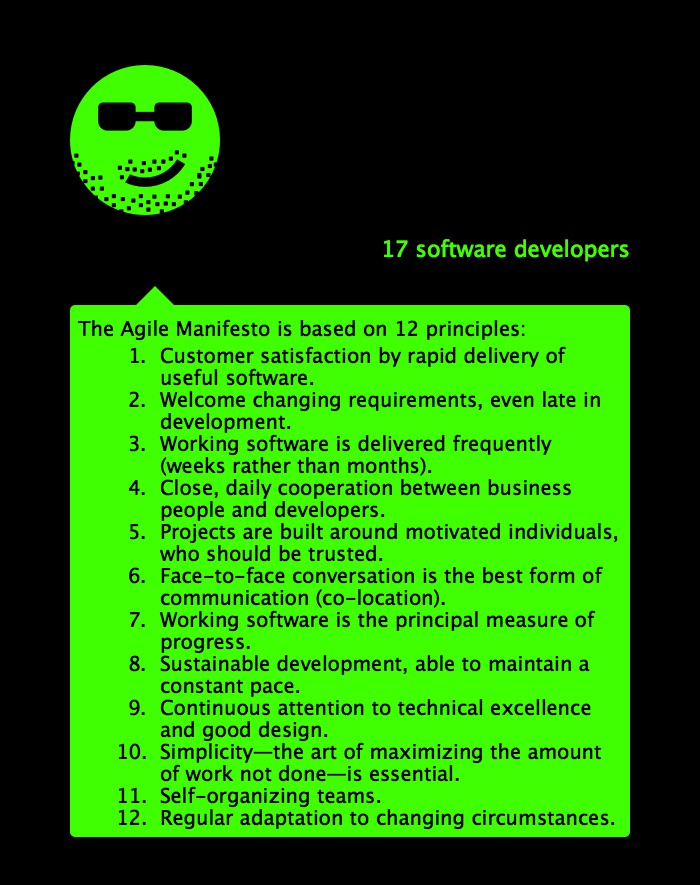 17 software developers
The Agile Manifesto is based on 12 principles:
1. Customer satisfaction by rapid delivery of
useful software.
2. Welcome changing requirements, even late in
development.
3. Working software is delivered frequently
(weeks rather than months).
4. Close, daily cooperation between business
people and developers.
5. Projects are built around motivated individuals,
who should be trusted.
6. Face-to-face conversation is the best form of
communication (co-location).
7. Working software is the principal measure of
progress.
8. Sustainable development, able to maintain a
constant pace.
9. Continuous attention to technical excellence
and good design.
10. Simplicity—the art of maximizing the amount
of work not done—is essential.
11. Self-organizing teams.
12. Regular adaptation to changing circumstances.